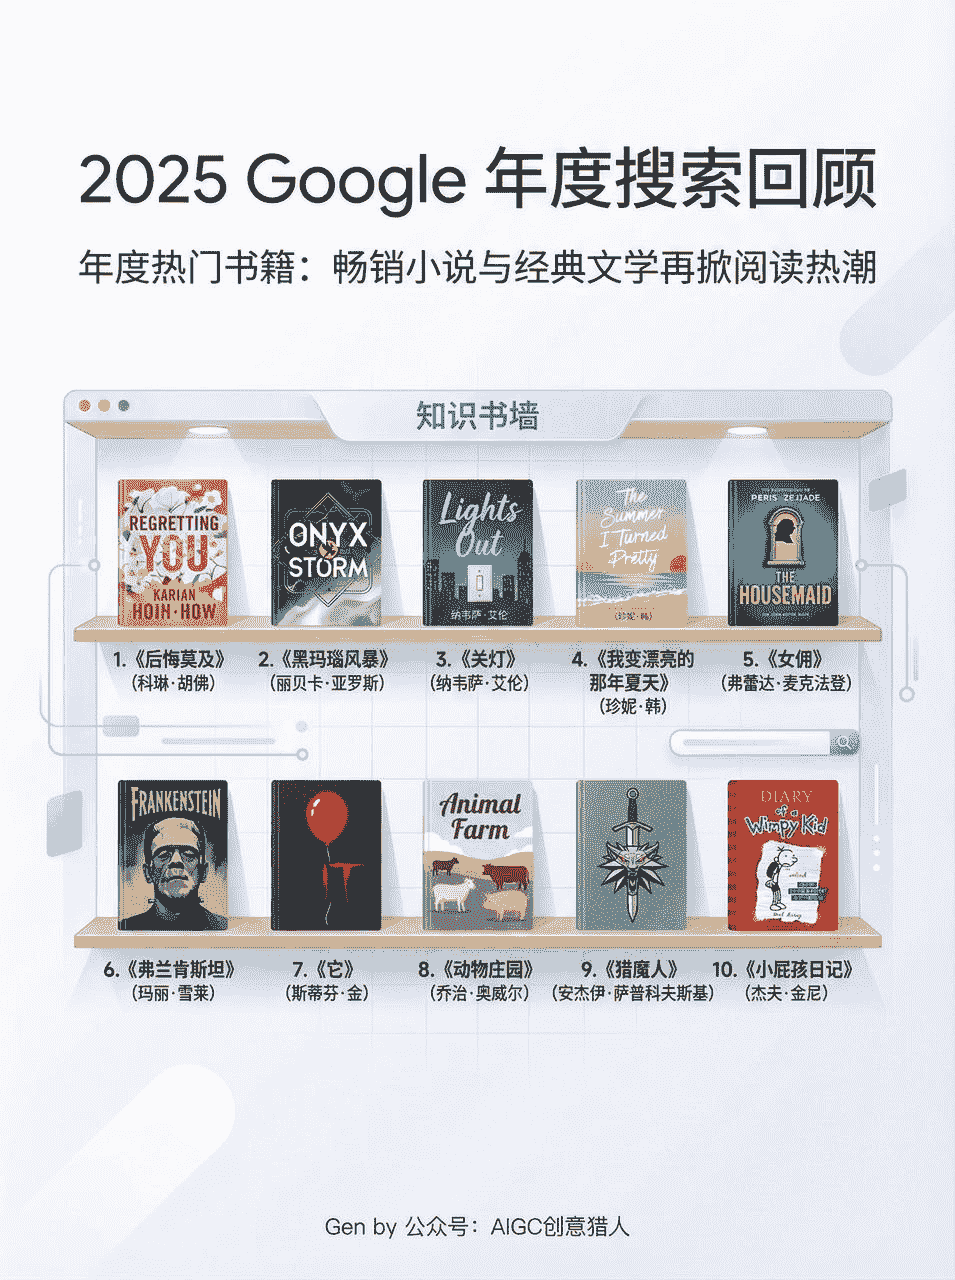 2025 Google 年度搜索回顾
年度热门书籍：畅销小说与经典文学再掀阅读热潮
知识书墙
REGRETTING
YOU
KARIAN
HOIH·HOW
ONYX
STORM
Lights
Out
纳韦萨·艾伦
The
Summer
I Turned
Pretty
(珍妮·韩)
PERIS ZEJJADE
THE
HOUSEMAID
1.《后悔莫及》
（科琳·胡佛）
2.《黑玛瑙风暴》
（丽贝卡·亚罗斯）
3.《关灯》
（纳韦萨·艾伦）
4.《我变漂亮的
那年夏天》
（珍妮·韩）
5.《女佣》
（弗蕾达·麦克法登）
FRANKENSTEIN
IT
Animal
Farm
DIARY
of a
Wimpy Kid
6.《弗兰肯斯坦》
（玛丽·雪莱）
7.《它》
（斯蒂芬·金）
8.《动物庄园》
（乔治·奥威尔）
9.《猎魔人》
（安杰伊·萨普科夫斯基）
10.《小屁孩日记》
（杰夫·金尼）
Gen by 公众号：AIGC创意猎人